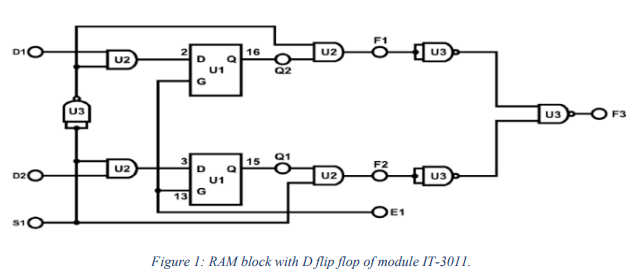 F1
D1 U2 2 D Q 16 U2 U3
U1 Q2
G
U3 U3 F3
Q1 F2
D2 U2 3 D Q 15 U2 U3
U1
13 G
S1 E1
Figure 1: RAM block with D flip flop of module IT-3011.